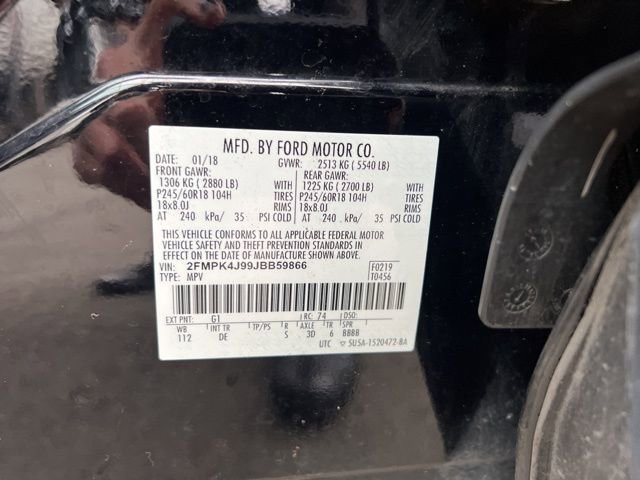 MFD. BY FORD MOTOR CO.
DATE: 01/18 GVWR: 2513 KG ( 5540 LB)
FRONT GAWR: REAR GAWR:
1306 KG ( 2880 LB) WITH 1225 KG ( 2700 LB) WITH
P245/60R18 104H TIRES P245/60R18 104H TIRES
18x8.0J RIMS 18x8.0J RIMS
AT 240 kPa/ 35 PSI COLD AT 240 kPa/ 35 PSI COLD
THIS VEHICLE CONFORMS TO ALL APPLICABLE FEDERAL MOTOR
VEHICLE SAFETY AND THEFT PREVENTION STANDARDS IN
EFFECT ON THE DATE OF MANUFACTURE SHOWN ABOVE.
VIN: 2FMPK4J99JBB59866 F0219
TYPE: MPV T0456
EXT PNT: G1 RC: 74 DSO:
WB INT TR TP/PS R AXLE TR SPR
112 DE S 3D 6 BBBB
UTC 5U5A-1520472-BA